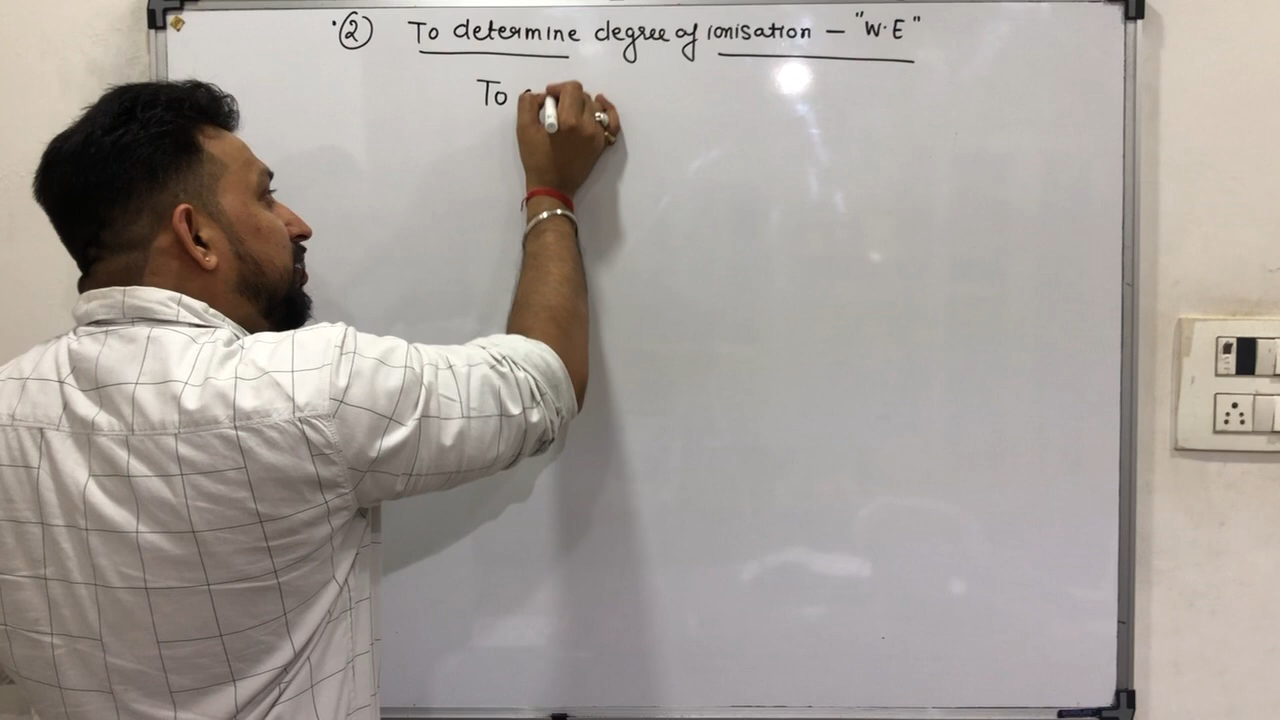 ② To determine degree of ionisation – "W.E"
To